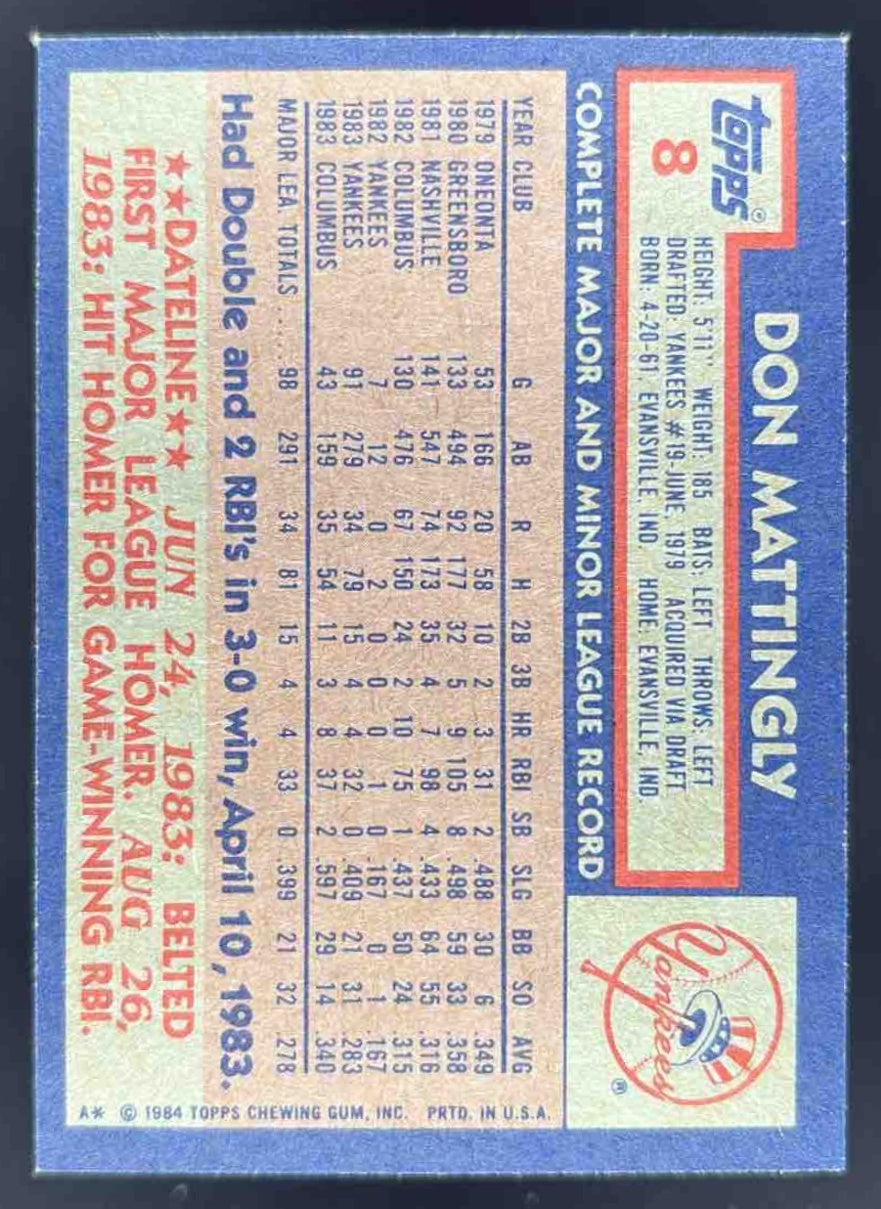 topps®
8
DON MATTINGLY
HEIGHT: 5'11" WEIGHT: 185 BATS: LEFT THROWS: LEFT
DRAFTED: YANKEES #19-JUNE, 1979 ACQUIRED VIA DRAFT
BORN: 4-20-61, EVANSVILLE, IND. HOME: EVANSVILLE, IND.
Yankees®
COMPLETE MAJOR AND MINOR LEAGUE RECORD
YEAR CLUB G AB R H 2B 3B HR RBI SB SLG BB SO AVG
1979 ONEONTA 53 166 20 58 10 2 3 31 2 .488 30 6 .349
1980 GREENSBORO 133 494 92 177 32 5 9 105 8 .498 59 33 .358
1981 NASHVILLE 141 547 74 173 35 4 7 98 4 .433 64 55 .316
1982 COLUMBUS 130 476 67 150 24 2 10 75 1 .437 50 24 .315
1982 YANKEES 7 12 0 2 0 0 0 1 0 .167 0 1 .167
1983 YANKEES 91 279 34 79 15 4 4 32 0 .409 21 31 .283
1983 COLUMBUS 43 159 35 54 11 3 8 37 2 .597 29 14 .340
MAJOR LEA. TOTALS ..... 98 291 34 81 15 4 4 33 0 .399 21 32 .278
Had Double and 2 RBI's in 3-0 win, April 10, 1983.
★★DATELINE★★ JUN 24, 1983: BELTED
FIRST MAJOR LEAGUE HOMER. AUG 26,
1983: HIT HOMER FOR GAME-WINNING RBI.
A* © 1984 TOPPS CHEWING GUM, INC. PRTD. IN U.S.A.